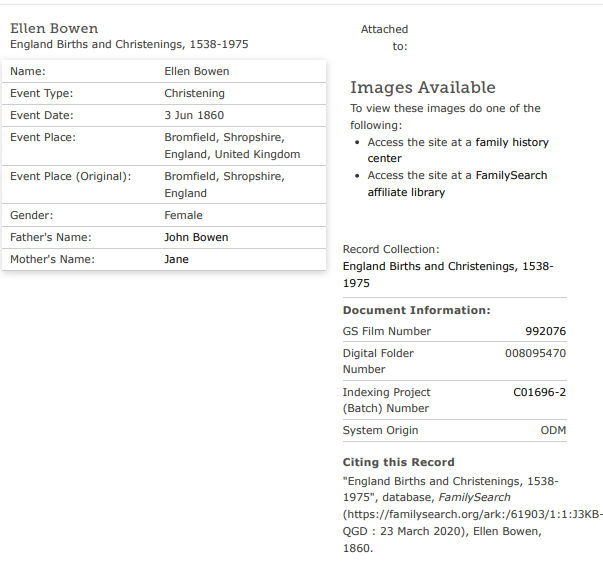 Ellen Bowen
England Births and Christenings, 1538-1975
Name: Ellen Bowen
Event Type: Christening
Event Date: 3 Jun 1860
Event Place: Bromfield, Shropshire,
England, United Kingdom
Event Place (Original): Bromfield, Shropshire,
England
Gender: Female
Father's Name: John Bowen
Mother's Name: Jane
Attached
to:
Images Available
To view these images do one of the
following:
• Access the site at a family history
center
• Access the site at a FamilySearch
affiliate library
Record Collection:
England Births and Christenings, 1538-
1975
Document Information:
GS Film Number 992076
Digital Folder 008095470
Number
Indexing Project C01696-2
(Batch) Number
System Origin ODM
Citing this Record
"England Births and Christenings, 1538-
1975", database, FamilySearch
(https://familysearch.org/ark:/61903/1:1:J3KB-
QGD : 23 March 2020), Ellen Bowen,
1860.